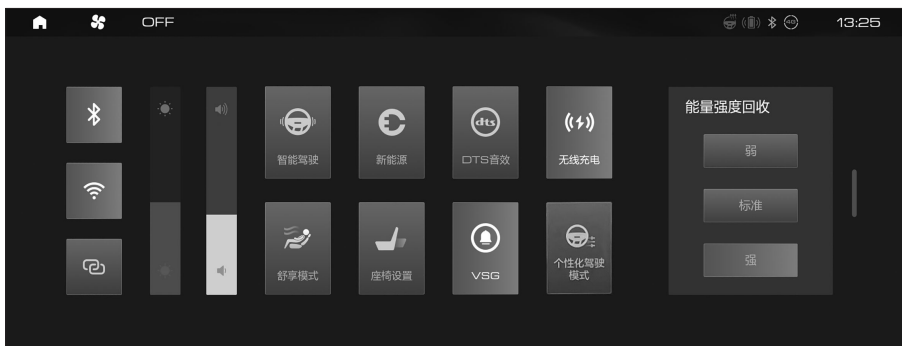 OFF
13:25
智能驾驶
新能源
dts
DTS音效
无线充电
能量强度回收
弱
标准
强
舒享模式
座椅设置
VSG
个性化驾驶
模式